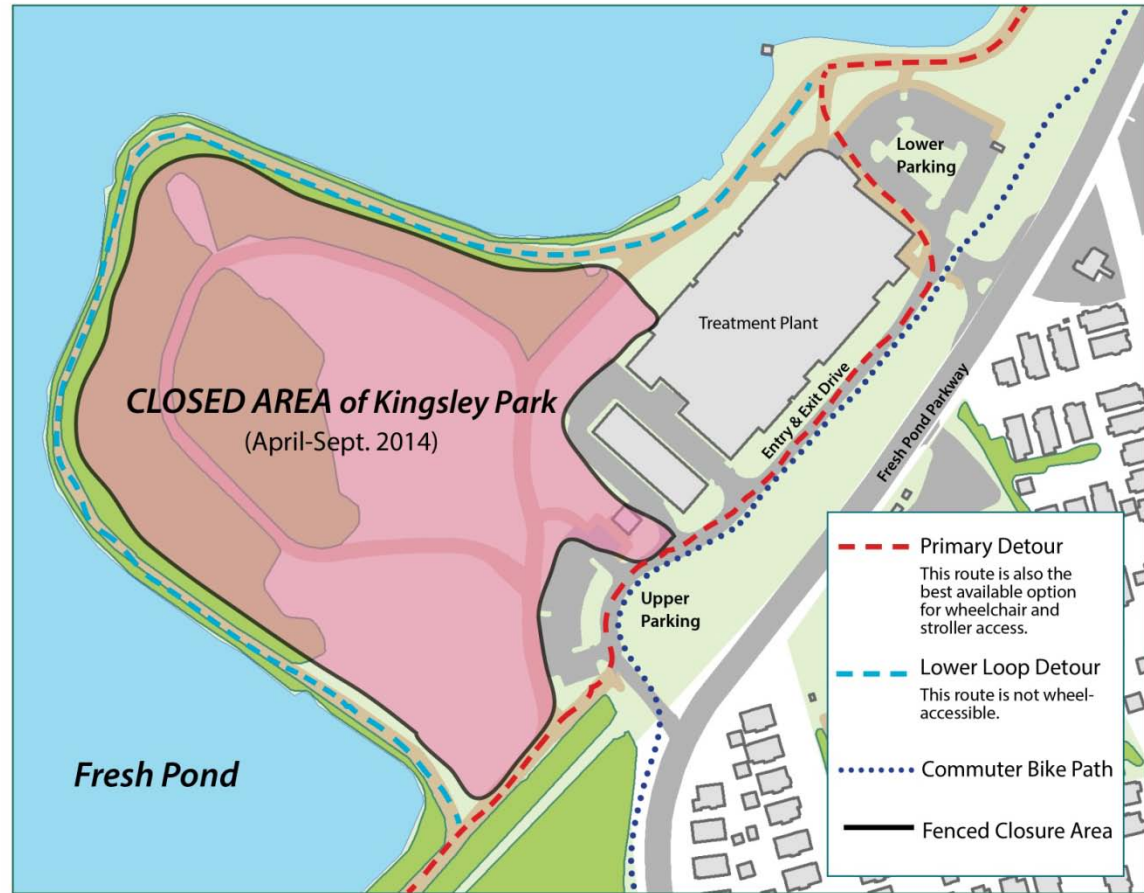 Lower
Parking
Treatment Plant
CLOSED AREA of Kingsley Park
(April-Sept. 2014)
Entry & Exit Drive
Fresh Pond Parkway
Upper
Parking
Fresh Pond
Primary Detour
This route is also the
best available option
for wheelchair and
stroller access.
Lower Loop Detour
This route is not wheel-
accessible.
Commuter Bike Path
Fenced Closure Area